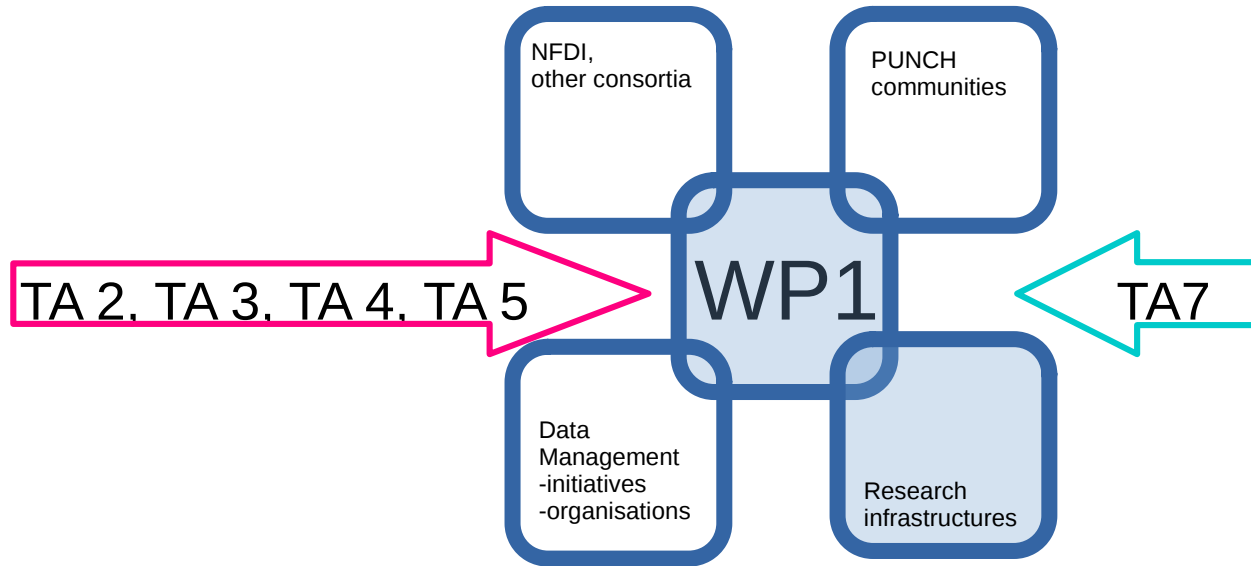 NFDI,
other consortia
PUNCH
communities
TA 2, TA 3, TA 4, TA 5
WP1
TA7
Data
Management
-initiatives
-organisations
Research
infrastructures